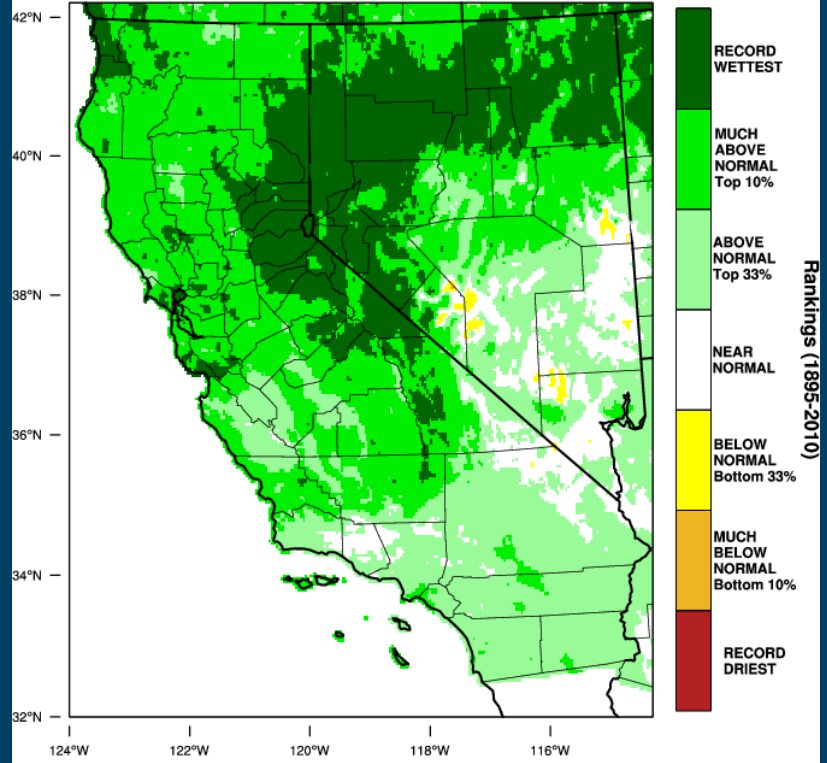 42°N
40°N
38°N
36°N
34°N
32°N
124°W
122°W
120°W
118°W
116°W
RECORD
WETTEST
MUCH
ABOVE
NORMAL
Top 10%
ABOVE
NORMAL
Top 33%
NEAR
NORMAL
BELOW
NORMAL
Bottom 33%
MUCH
BELOW
NORMAL
Bottom 10%
RECORD
DRIEST
Rankings (1895-2010)